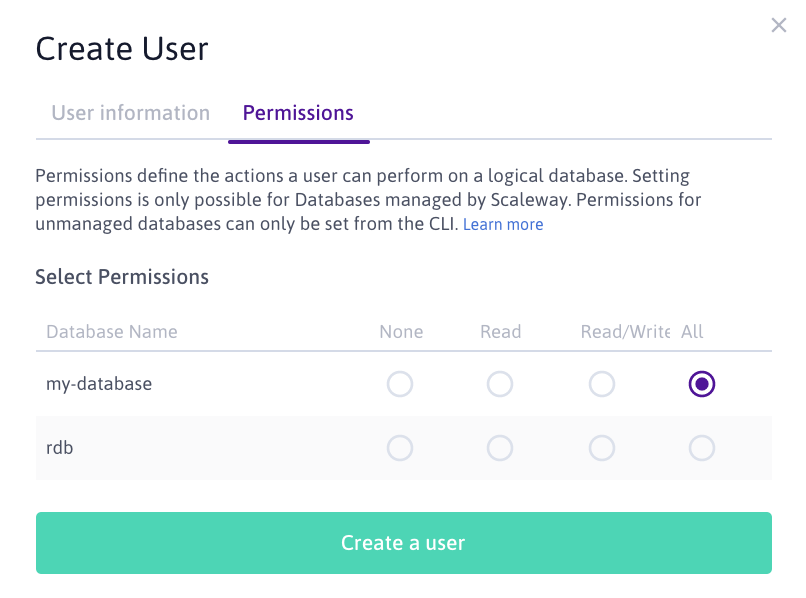 Create User
User information Permissions
Permissions define the actions a user can perform on a logical database. Setting
permissions is only possible for Databases managed by Scaleway. Permissions for
unmanaged databases can only be set from the CLI. Learn more
Select Permissions
Database Name None Read Read/Write All
my-database
rdb
Create a user